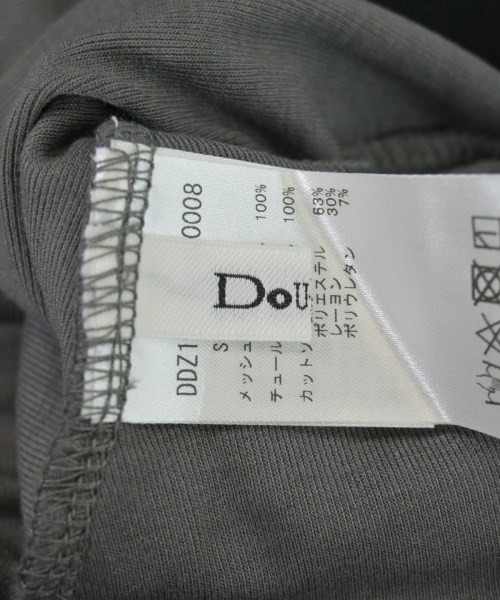 DDZ1
0008
Dou
S
メッシュ
100%
チュール
100%
カットソ
ポリエステル 63%
レーヨン 30%
ポリウレタン 7%